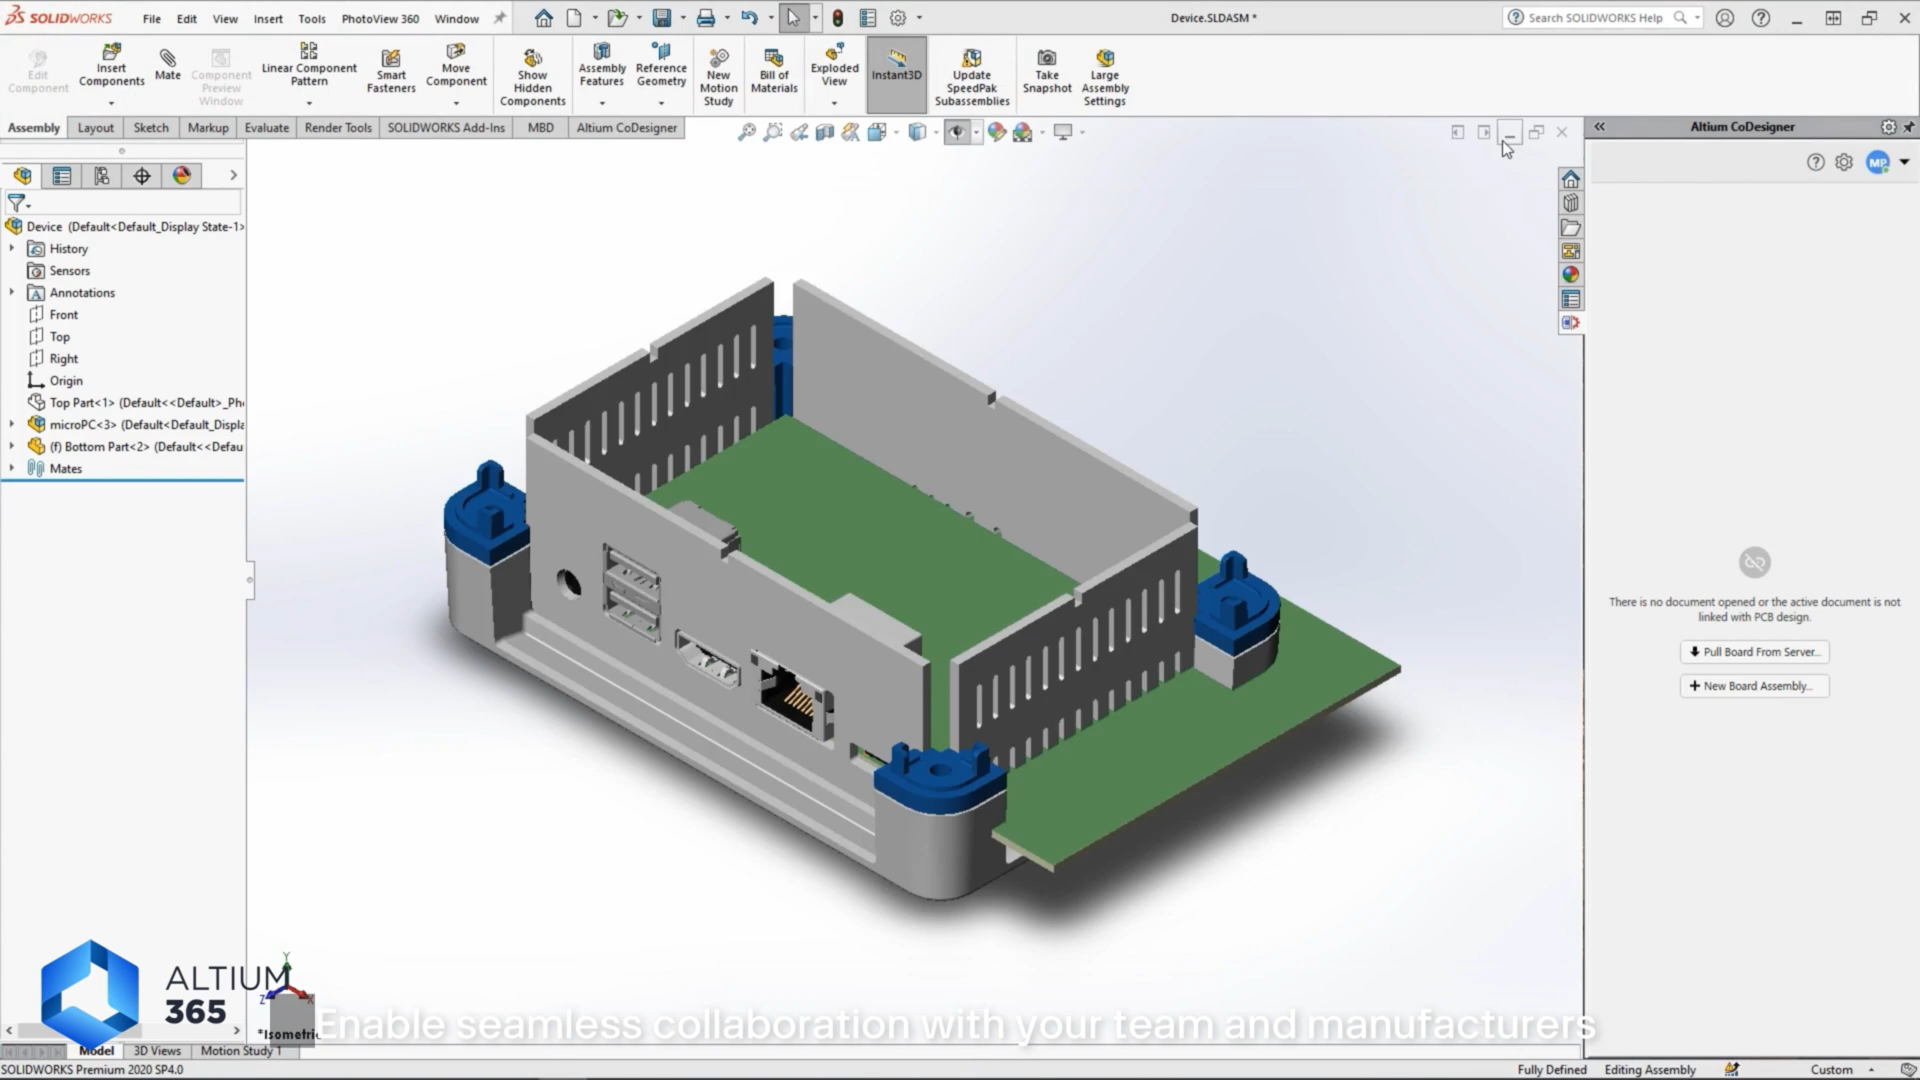 SOLIDWORKS
File Edit View Insert Tools PhotoView 360 Window
Device.SLDASM *
Search SOLIDWORKS Help
Edit Component
Insert Components
Mate
Component Preview Window
Linear Component Pattern
Smart Fasteners
Move Component
Show Hidden Components
Assembly Features
Reference Geometry
New Motion Study
Bill of Materials
Exploded View
Instant3D
Update SpeedPak Subassemblies
Take Snapshot
Large Assembly Settings
Assembly Layout Sketch Markup Evaluate Render Tools SOLIDWORKS Add-Ins MBD Altium CoDesigner
Altium CoDesigner
MP
Device (Default<Default_Display State-1>
History
Sensors
Annotations
Front
Top
Right
Origin
Top Part<1> (Default<<Default>_Ph
microPC<3> (Default<Default_Displa
(f) Bottom Part<2> (Default<<Defau
Mates
There is no document opened or the active document is not
linked with PCB design.
Pull Board From Server...
New Board Assembly...
ALTIUM
365
Y
Z
X
*Isometri
Enable seamless collaboration with your team and manufacturers
Model 3D Views Motion Study 1
SOLIDWORKS Premium 2020 SP4.0
Fully Defined Editing Assembly Custom